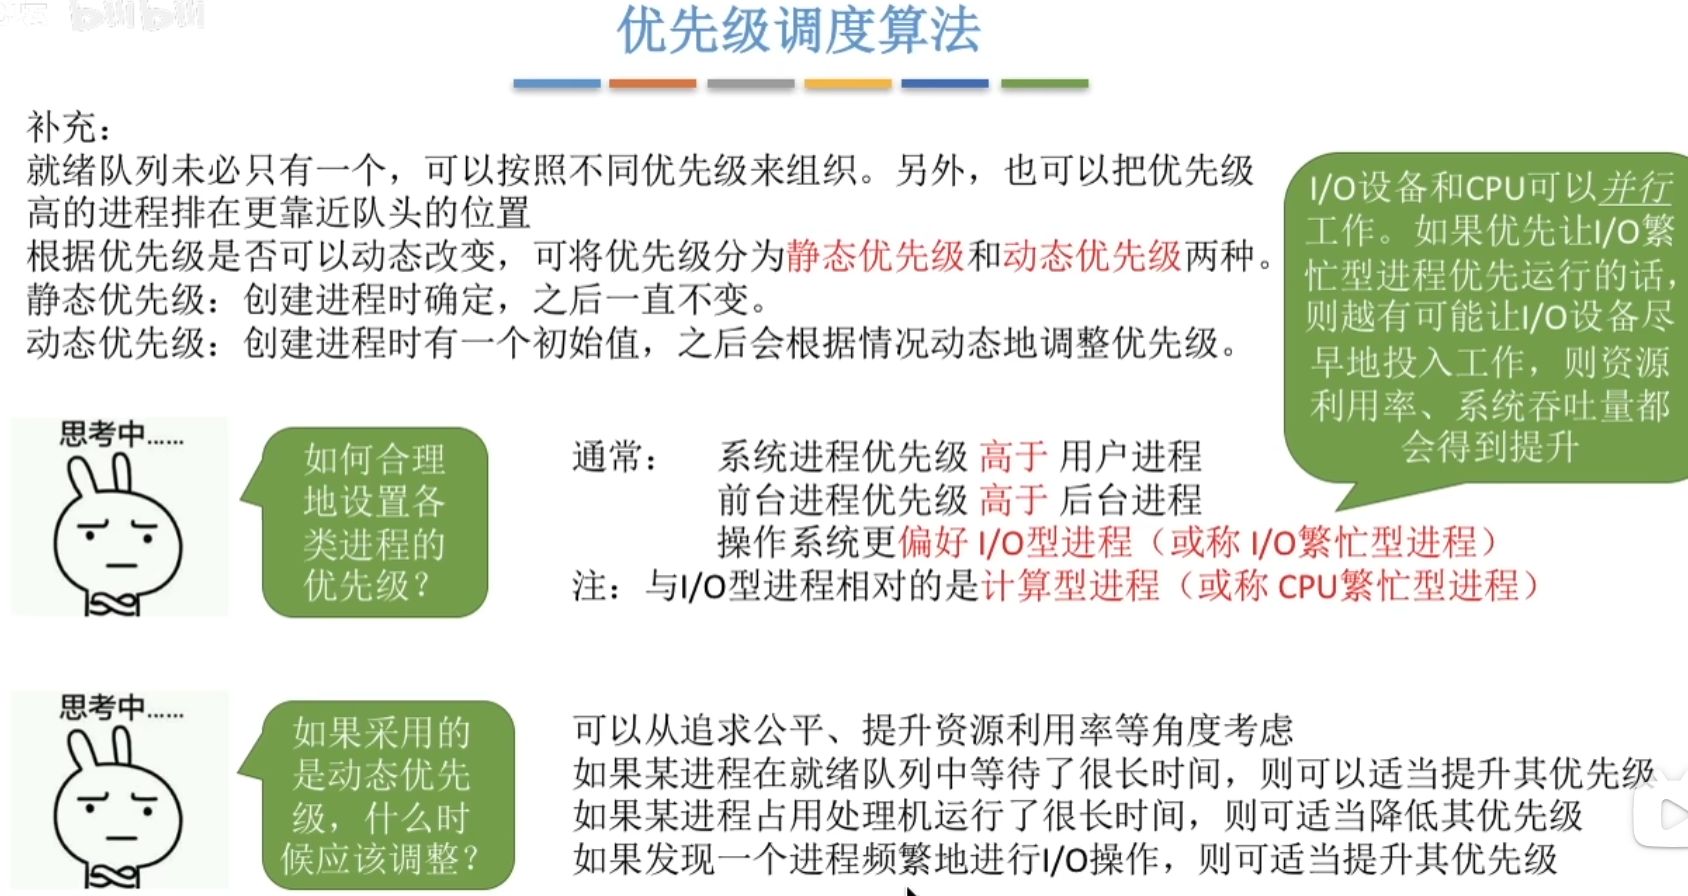 bilibili
优先级调度算法
补充：
就绪队列未必只有一个，可以按照不同优先级来组织。另外，也可以把优先级
高的进程排在更靠近队头的位置
根据优先级是否可以动态改变，可将优先级分为静态优先级和动态优先级两种。
静态优先级：创建进程时确定，之后一直不变。
动态优先级：创建进程时有一个初始值，之后会根据情况动态地调整优先级。
I/O设备和CPU可以并行
工作。如果优先让I/O繁
忙型进程优先运行的话，
则越有可能让I/O设备尽
早地投入工作，则资源
利用率、系统吞吐量都
会得到提升
思考中......
如何合理
地设置各
类进程的
优先级？
通常： 系统进程优先级 高于 用户进程
前台进程优先级 高于 后台进程
操作系统更偏好 I/O型进程（或称 I/O繁忙型进程）
注：与I/O型进程相对的是计算型进程（或称 CPU繁忙型进程）
思考中......
如果采用的
是动态优先
级，什么时
候应该调整？
可以从追求公平、提升资源利用率等角度考虑
如果某进程在就绪队列中等待了很长时间，则可以适当提升其优先级
如果某进程占用处理机运行了很长时间，则可适当降低其优先级
如果发现一个进程频繁地进行I/O操作，则可适当提升其优先级